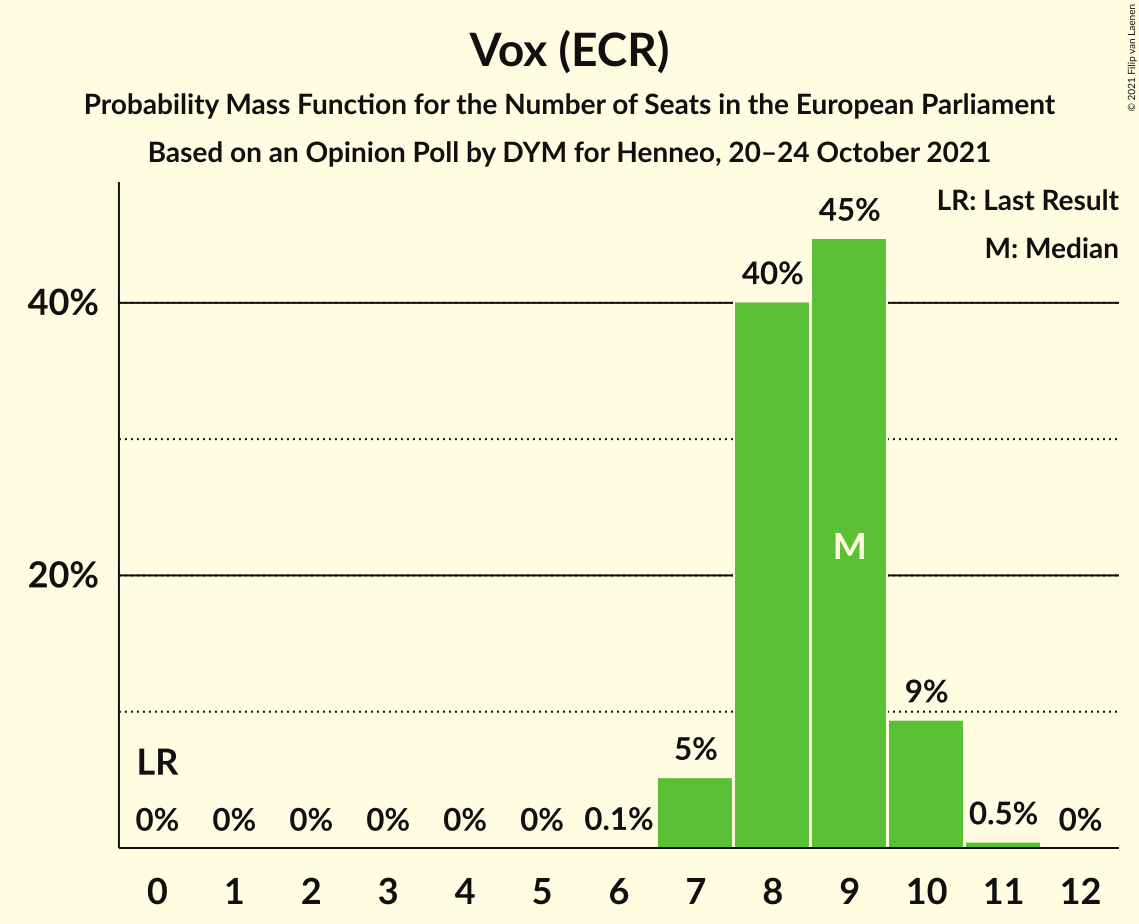 Vox (ECR)
Probability Mass Function for the Number of Seats in the European Parliament
Based on an Opinion Poll by DYM for Henneo, 20–24 October 2021
© 2021 Filip van Laenen
LR: Last Result
M: Median
45%
40%
40%
M
20%
9%
5%
LR
0% 0% 0% 0% 0% 0% 0.1% 0.5% 0%
0 1 2 3 4 5 6 7 8 9 10 11 12